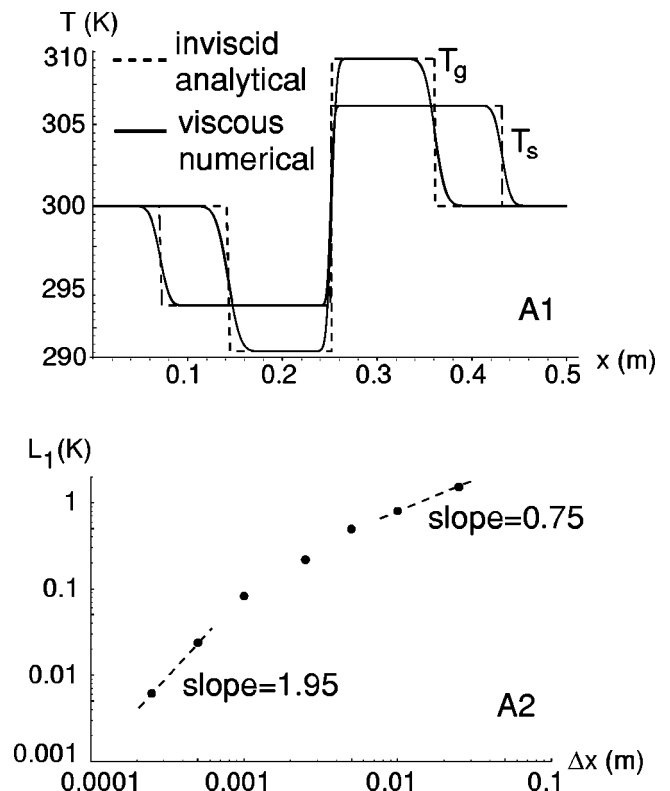 T (K)
310
305
300
295
290
inviscid
analytical
viscous
numerical
T_g
T_s
A1
0.1
0.2
0.3
0.4
0.5
x (m)
L_1(K)
1
0.1
0.01
0.001
slope=0.75
slope=1.95
A2
0.0001
0.001
0.01
0.1
Δx (m)